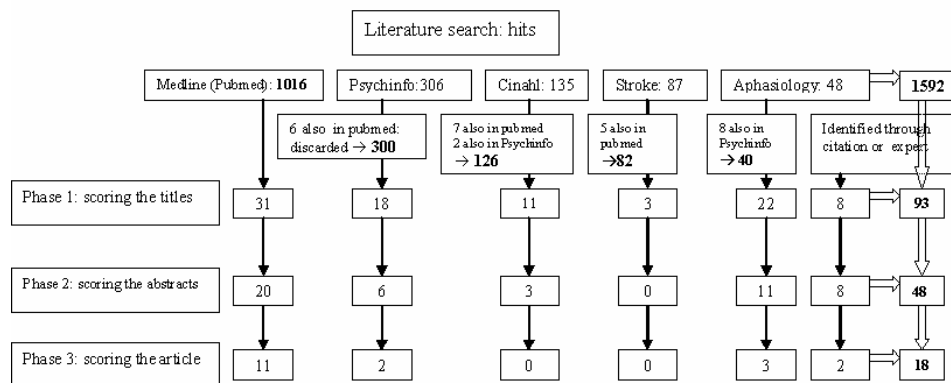 Literature search: hits
Medline (Pubmed): 1016
Psychinfo:306
Cinahl: 135
Stroke: 87
Aphasiology: 48
1592
6 also in pubmed:
discarded → 300
7 also in pubmed
2 also in Psychinfo
→ 126
5 also in
pubmed
→82
8 also in
Psychinfo
→ 40
Identified through
citation or expert
Phase 1: scoring the titles
31
18
11
3
22
8
93
Phase 2: scoring the abstracts
20
6
3
0
11
8
48
Phase 3: scoring the article
11
2
0
0
3
2
18